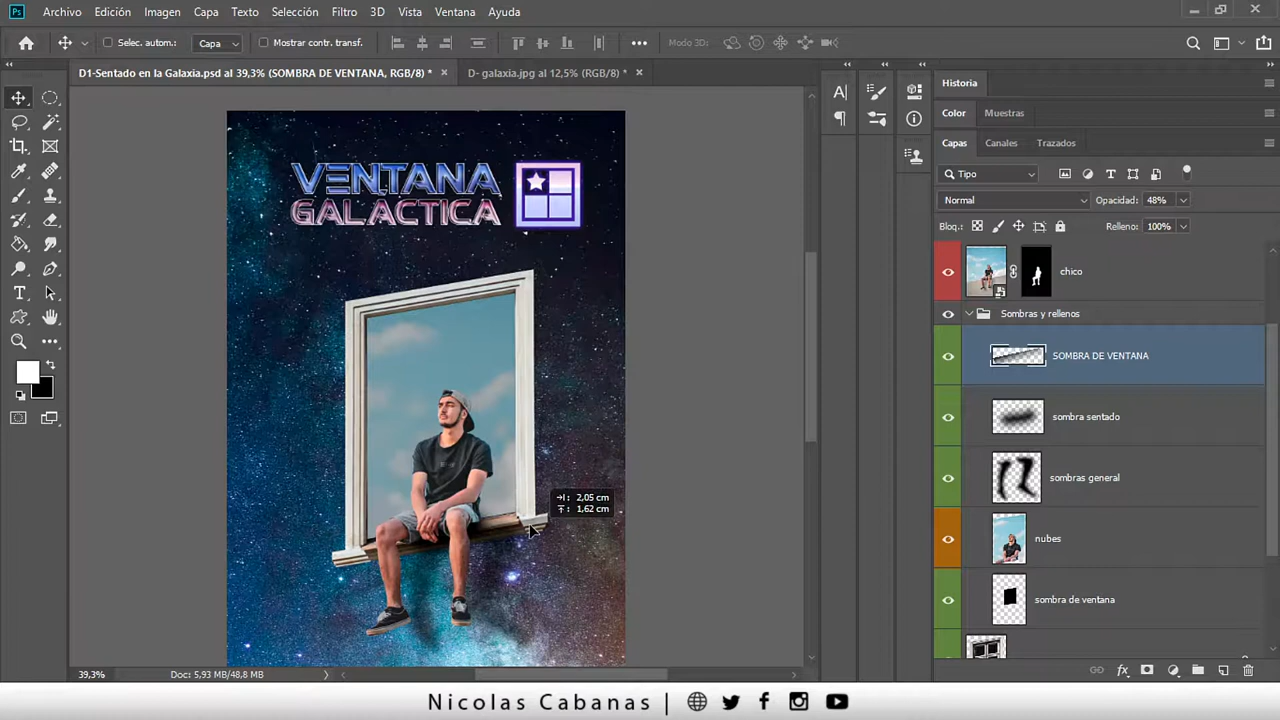 Ps Archivo Edición Imagen Capa Texto Selección Filtro 3D Vista Ventana Ayuda
Selec. autom.: Capa Mostrar contr. transf. Modo 3D:
D1-Sentado en la Galaxia.psd al 39,3% (SOMBRA DE VENTANA, RGB/8) * D- galaxia.jpg al 12,5% (RGB/8) *
Historia
Color Muestras
Capas Canales Trazados
Tipo
Normal Opacidad: 48%
Bloq.: Relleno: 100%
chico
Sombras y rellenos
SOMBRA DE VENTANA
sombra sentado
sombras general
nubes
sombra de ventana
VENTANA
GALACTICA
2,05 cm
1,62 cm
39,3% Doc: 5,93 MB/48,8 MB
Nicolas Cabanas |